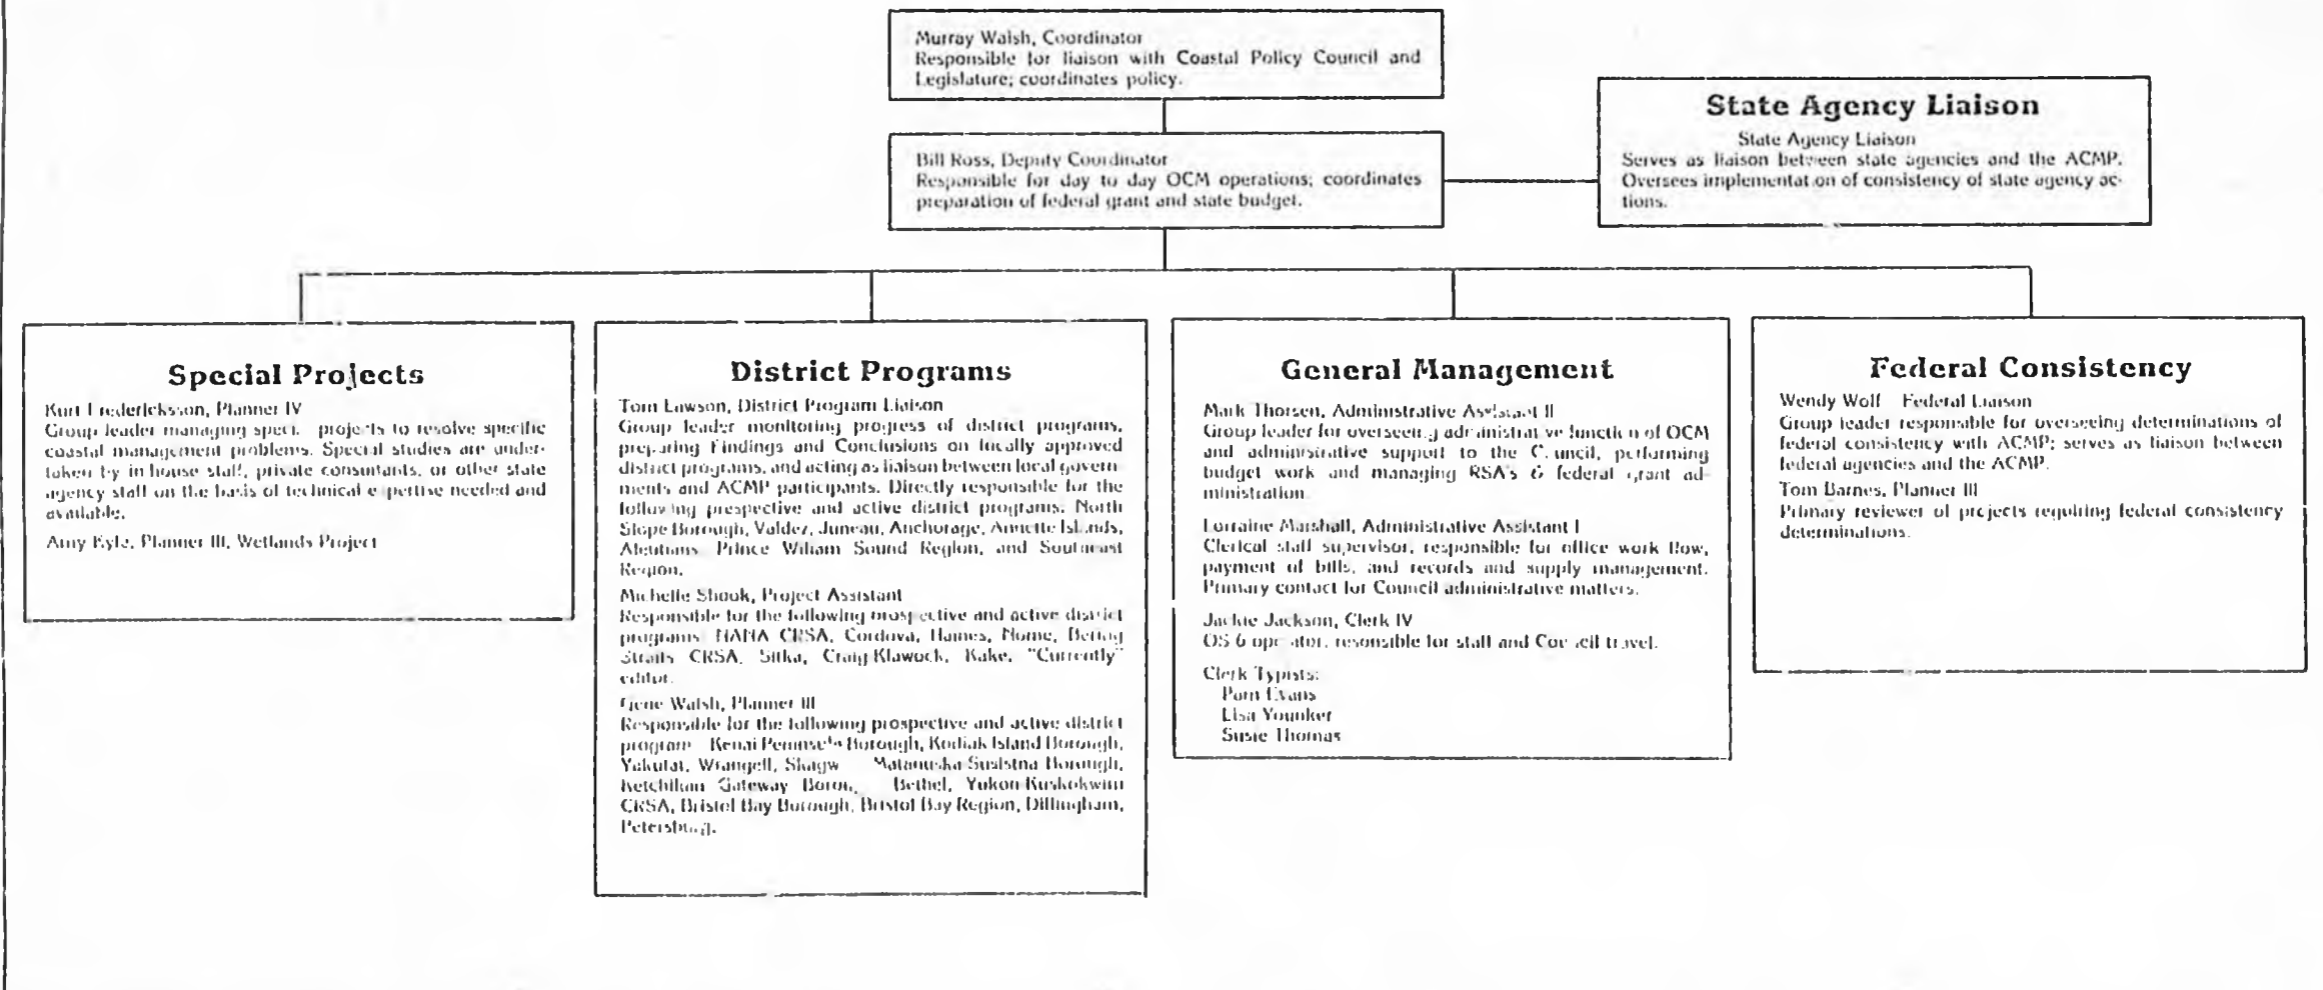 Murray Walsh, Coordinator
Responsible for liaison with Coastal Policy Council and
Legislature; coordinates policy.
Bill Ross, Deputy Coordinator
Responsible for day to day OCM operations; coordinates
preparation of federal grant and state budget.
State Agency Liaison
State Agency Liaison
Serves as liaison between state agencies and the ACMP.
Oversees implementat on of consistency of state agency ac-
tions.
Special Projects
Kurt Fredericksson, Planner IV
Group leader managing speci projects to resolve specific
coastal management problems. Special studies are under-
taken by in house staff, private consultants, or other state
agency staff on the basis of technical e pertise needed and
available.
Amy Kyle, Planner III, Wetlands Project
District Programs
Tom Lawson, District Program Liaison
Group leader monitoring progress of district programs,
preparing Findings and Conclusions on locally approved
district programs, and acting as liaison between local govern-
ments and ACMP participants. Directly responsible for the
following prespective and active district programs. North
Slope Borough, Valdez, Juneau, Anchorage, Annette Islands,
Aleutians Prince Wiliam Sound Region, and Southeast
Region.
Michelle Shook, Project Assistant
Responsible for the following prospective and active district
programs NANA CRSA, Cordova, Haines, Nome, Bering
Straits CRSA, Sitka, Craig-Klawock, Kake, "Currently"
editor.
Gene Walsh, Planner III
Responsible for the following prospective and active district
program Kenai Peninsula Borough, Kodiak Island Borough,
Yakutat, Wrangell, Skagw Matanuska Susistna Borough,
Ketchikan Gateway Borou Bethel, Yukon-Kuskokwim
CRSA, Bristol Bay Borough, Bristol Bay Region, Dillingham,
Petersburg.
General Management
Mark Thorsen, Administrative Assistant II
Group leader for overseeing administrat ve functi n of OCM
and administrative support to the C uncil, performing
budget work and managing RSA's & federal grant ad-
ministration
Lorraine Marshall, Administrative Assistant I
Clerical staff supervisor, responsible for office work flow,
payment of bills, and records and supply management.
Primary contact for Council administrative matters.
Jackie Jackson, Clerk IV
OS 6 operator, resonsible for staff and Council travel.
Clerk Typists:
Pam Evans
Lisa Younker
Susie Thomas
Federal Consistency
Wendy Wolf Federal Liaison
Group leader responsible for overseeing determinations of
federal consistency with ACMP; serves as liaison between
federal agencies and the ACMP.
Tom Barnes, Planner III
Primary reviewer of projects requiring federal consistency
determinations.